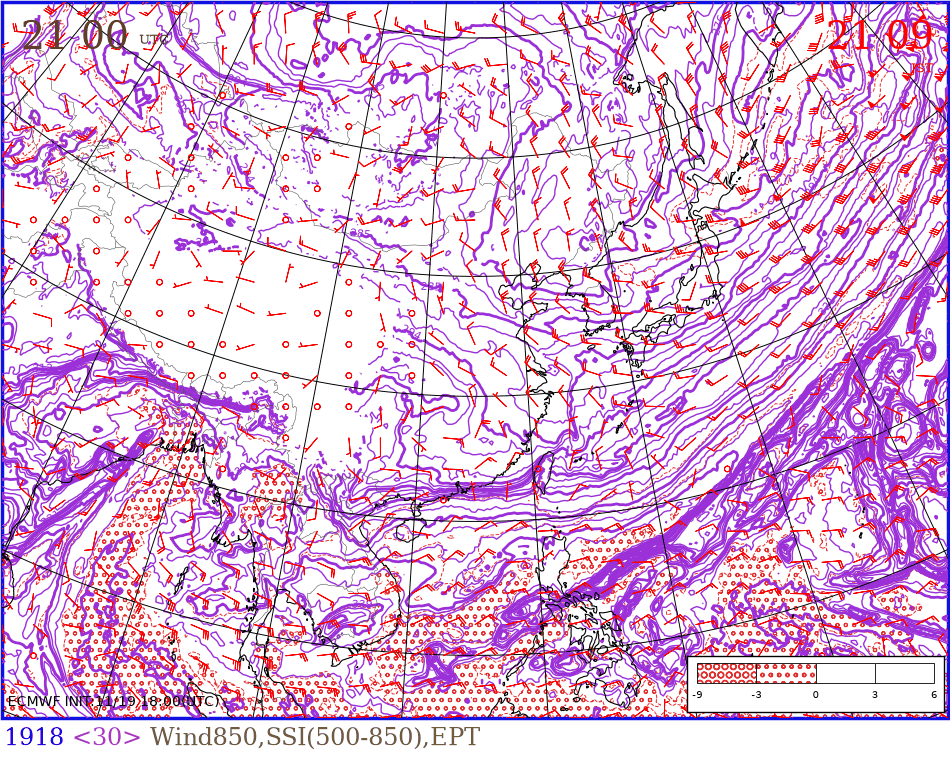 21 00 UTC 21 09
JST
ECMWF INIT:11/19 18:00(UTC)
-9 -3 0 3 6
1918 <30> Wind850,SSI(500-850),EPT